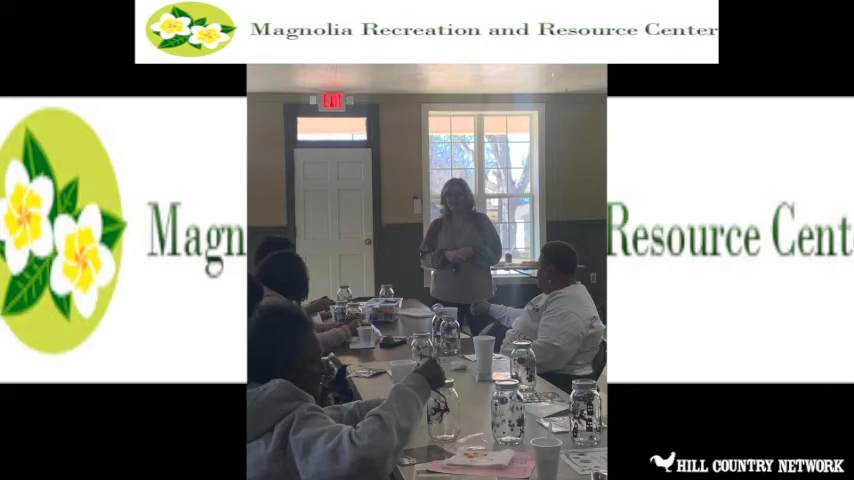 Magnolia Recreation and Resource Center
EXIT
Magn
Resource Cent
HILL COUNTRY NETWORK